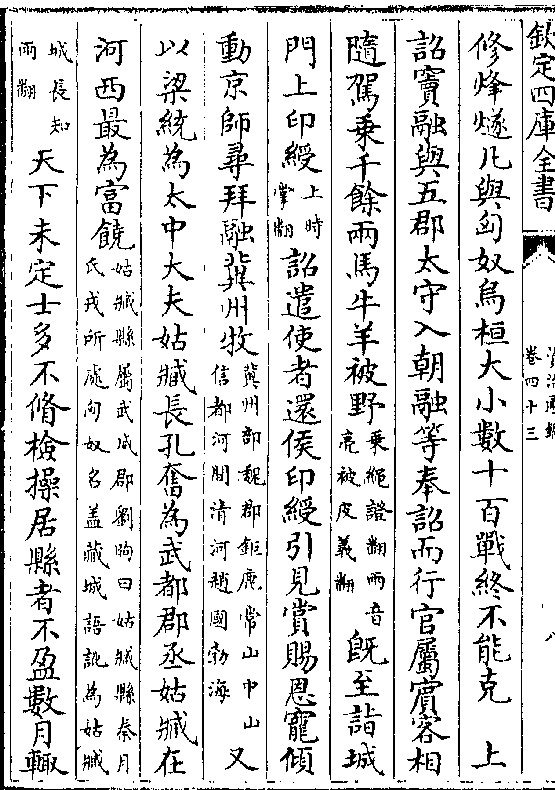 欽定四庫全書
卷四十三
修烽燧凡與匈奴烏桓大小數十百戰終不能克　上
詔竇融與五郡太守入朝融等奉詔而行官屬賓客相
隨駕乘千餘兩馬牛羊被野乘繩證翻兩音亮被皮義翻既至詣城
門上印綬上時掌翻詔遣使者還侯印綬引見賞賜恩寵傾
動京師尋拜融冀州牧冀州部魏郡鉅鹿常山中山信都河間清河趙國勃海又
以梁統為太中大夫姑臧長孔奮為武都郡丞姑臧在
河西最為富饒姑臧縣屬武威郡劉昫曰姑臧縣秦月氏戎所處匈奴名盖藏城語訛為姑臧
城長知兩翻天下未定士多不脩檢操居縣者不盈數月輙